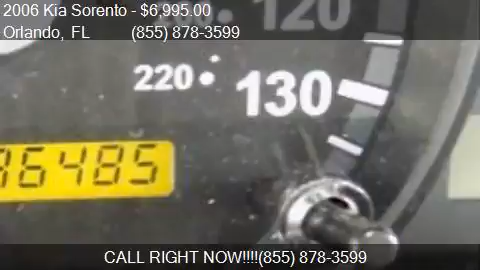 2006 Kia Sorento - $6,995.00
Orlando, FL (855) 878-3599
120
220
130
86485
CALL RIGHT NOW!!!!(855) 878-3599